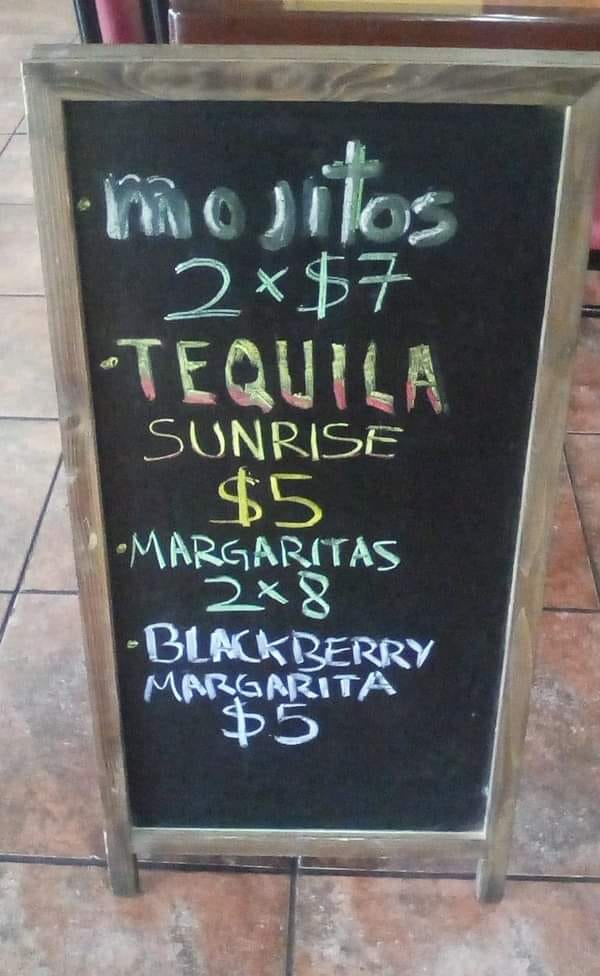 mojitos
2 x $7
• TEQUILA
SUNRISE
$5
• MARGARITAS
2 x 8
• BLACKBERRY
MARGARITA
$5